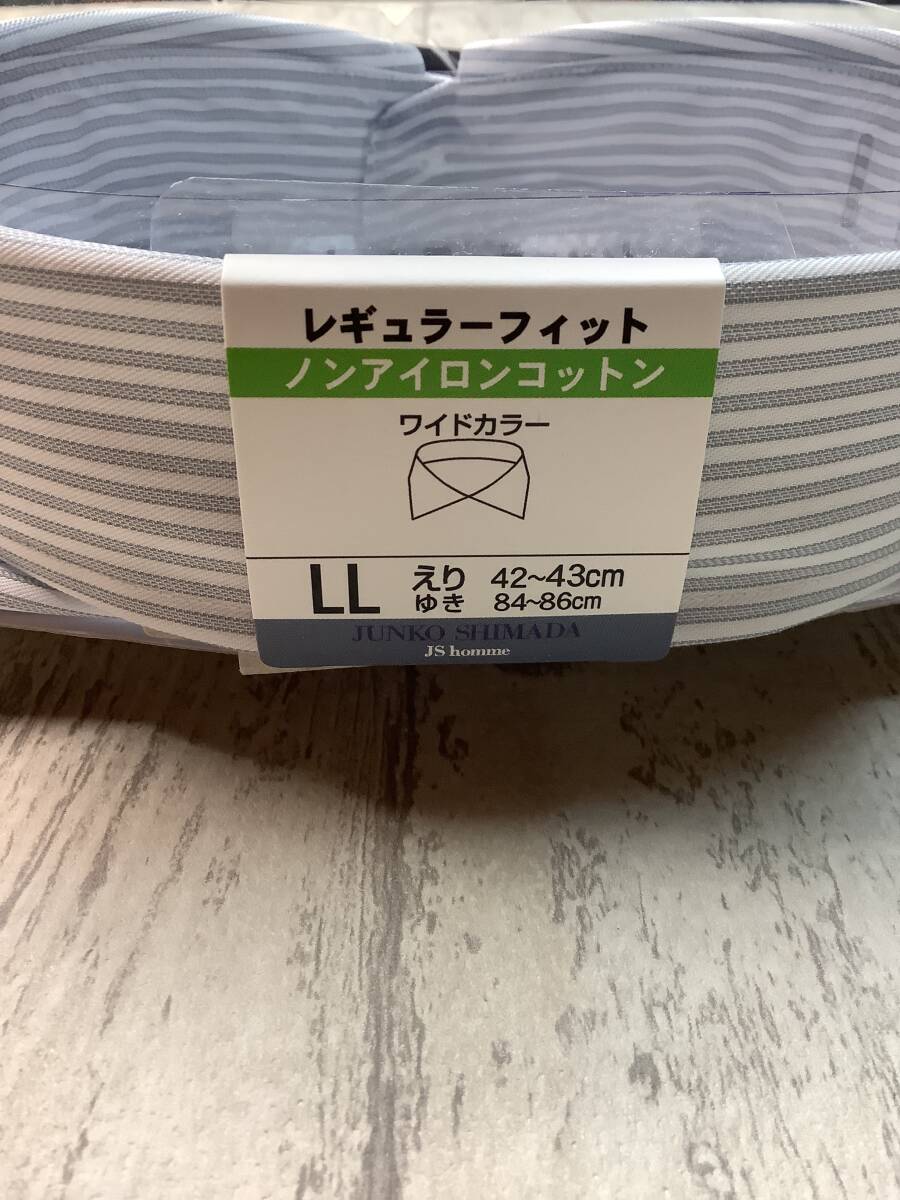 レギュラーフィット
ノンアイロンコットン
ワイドカラー
LL えり 42~43cm
ゆき 84~86cm
JUNKO SHIMADA
JS homme